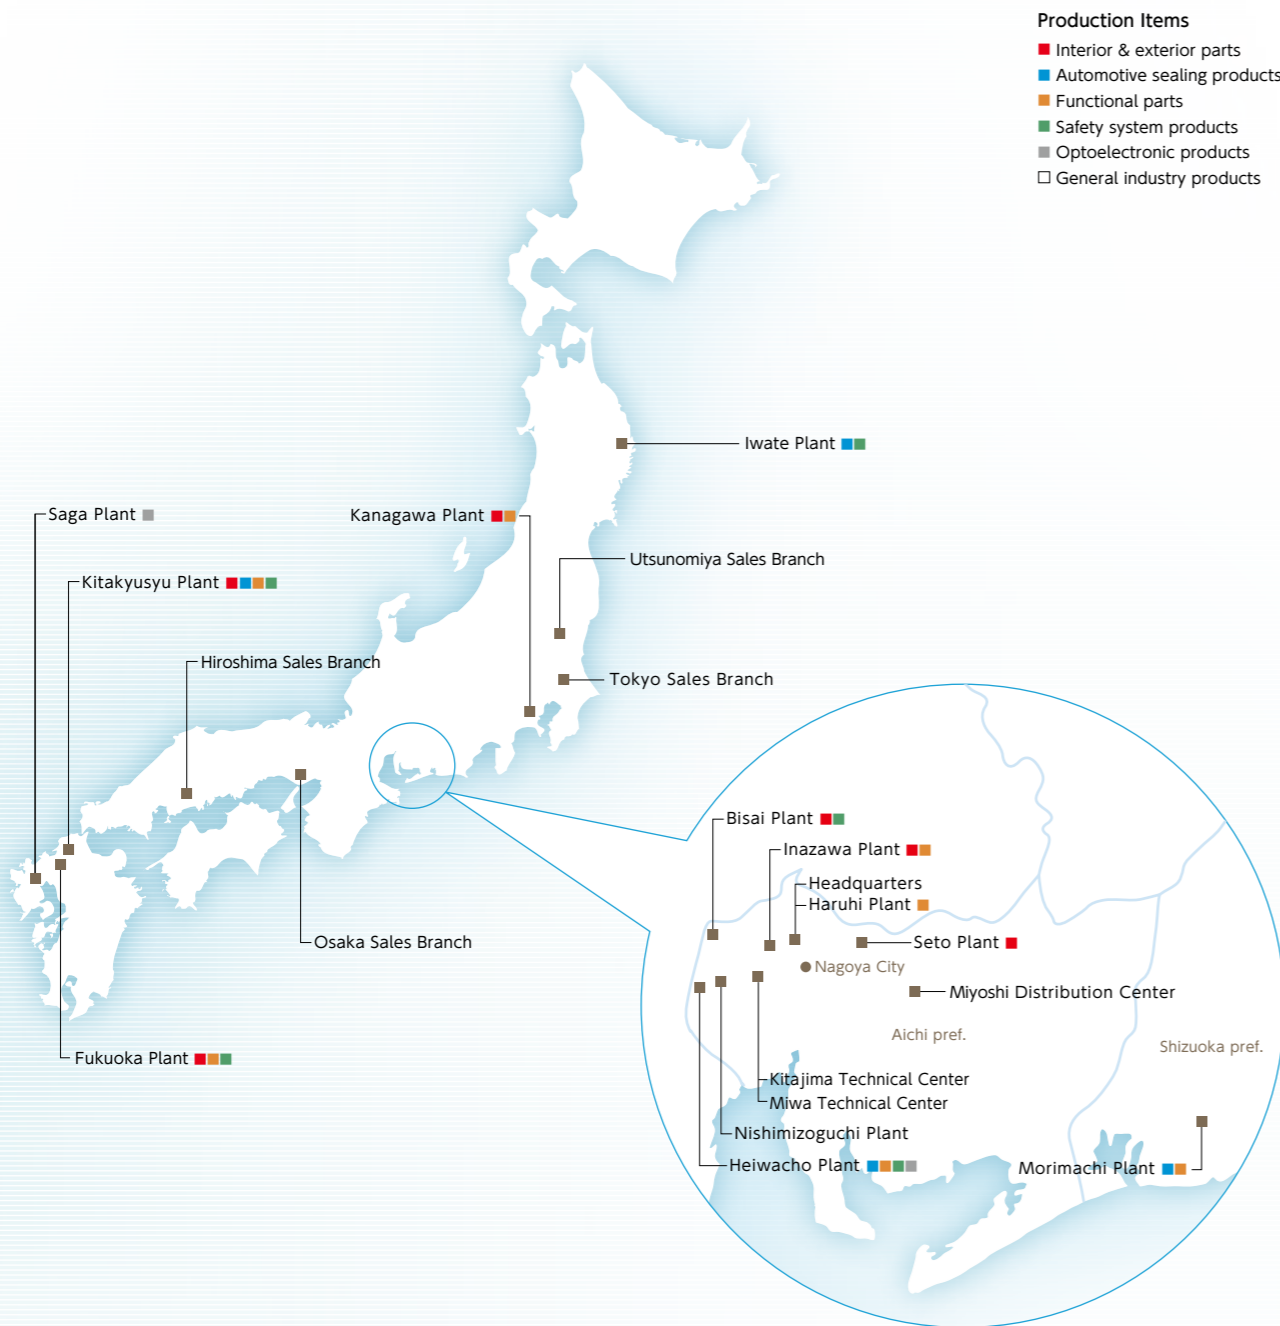 Production Items
Interior & exterior parts
Automotive sealing products
Functional parts
Safety system products
Optoelectronic products
General industry products
Iwate Plant
Saga Plant
Kanagawa Plant
Utsunomiya Sales Branch
Kitakyusyu Plant
Hiroshima Sales Branch
Tokyo Sales Branch
Osaka Sales Branch
Fukuoka Plant
Bisai Plant
Inazawa Plant
Headquarters
Haruhi Plant
Seto Plant
Nagoya City
Miyoshi Distribution Center
Aichi pref.
Shizuoka pref.
Kitajima Technical Center
Miwa Technical Center
Nishimizoguchi Plant
Heiwacho Plant
Morimachi Plant